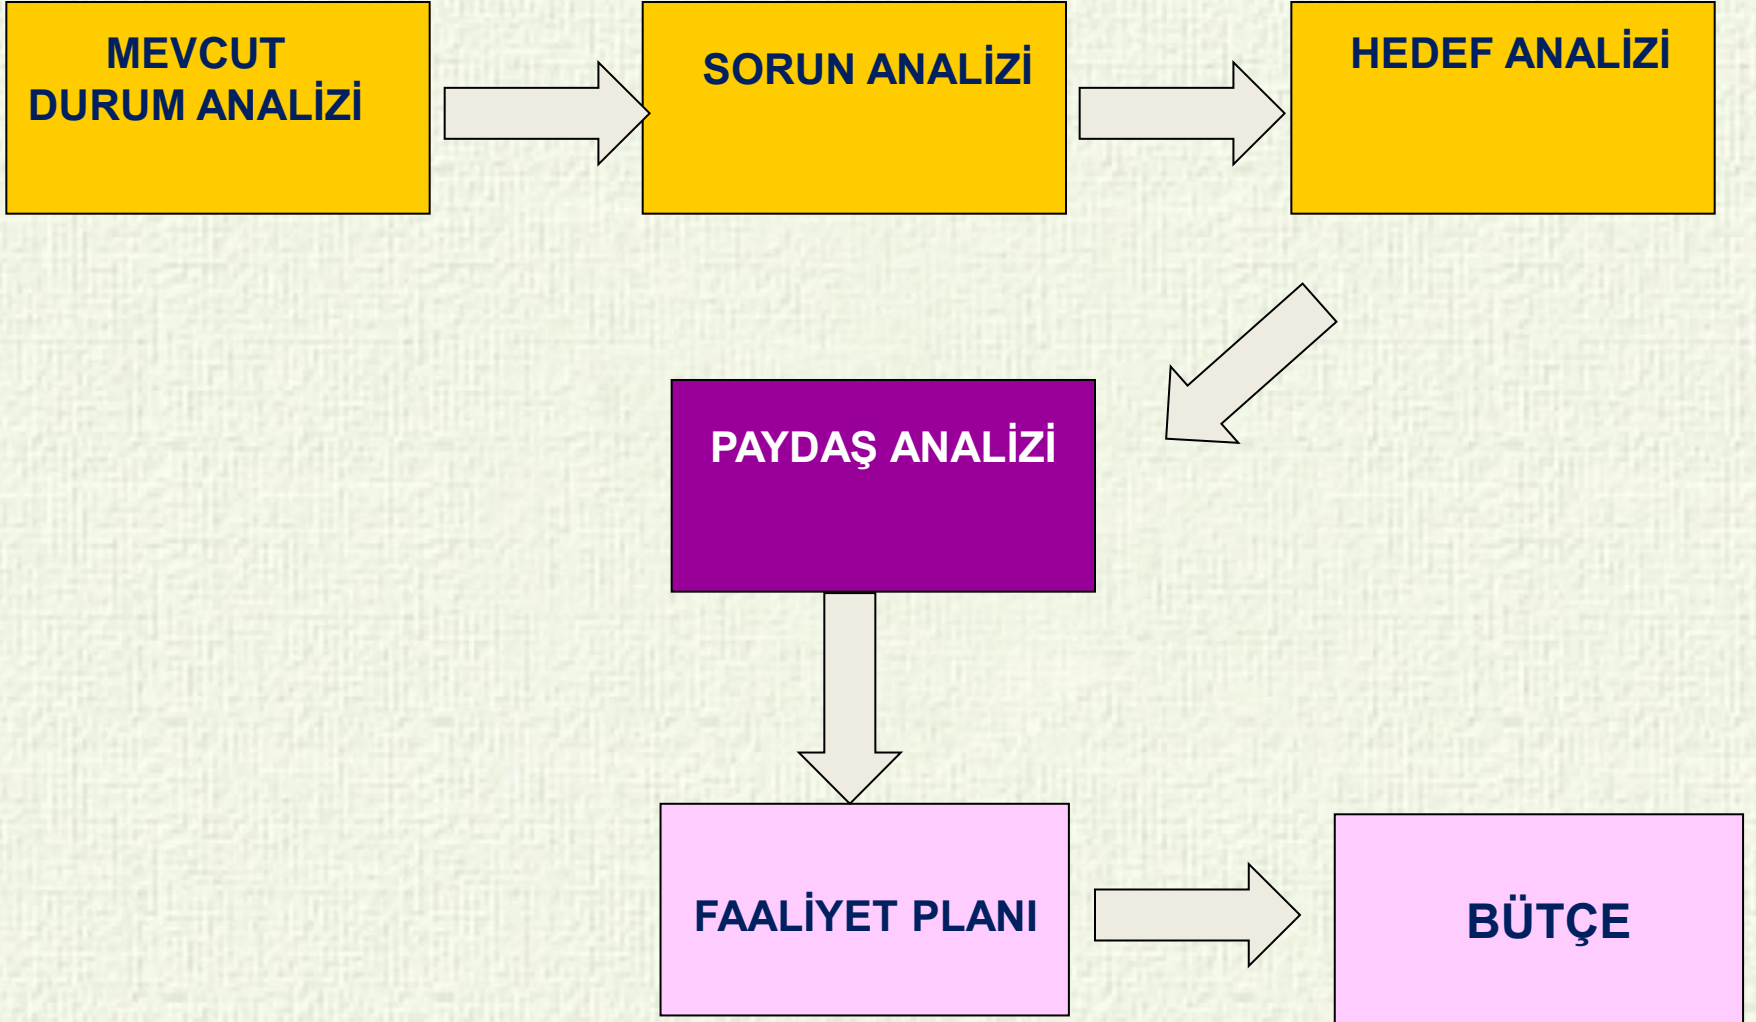 MEVCUT
DURUM ANALİZİ
SORUN ANALİZİ
HEDEF ANALİZİ
PAYDAŞ ANALİZİ
FAALİYET PLANI
BÜTÇE